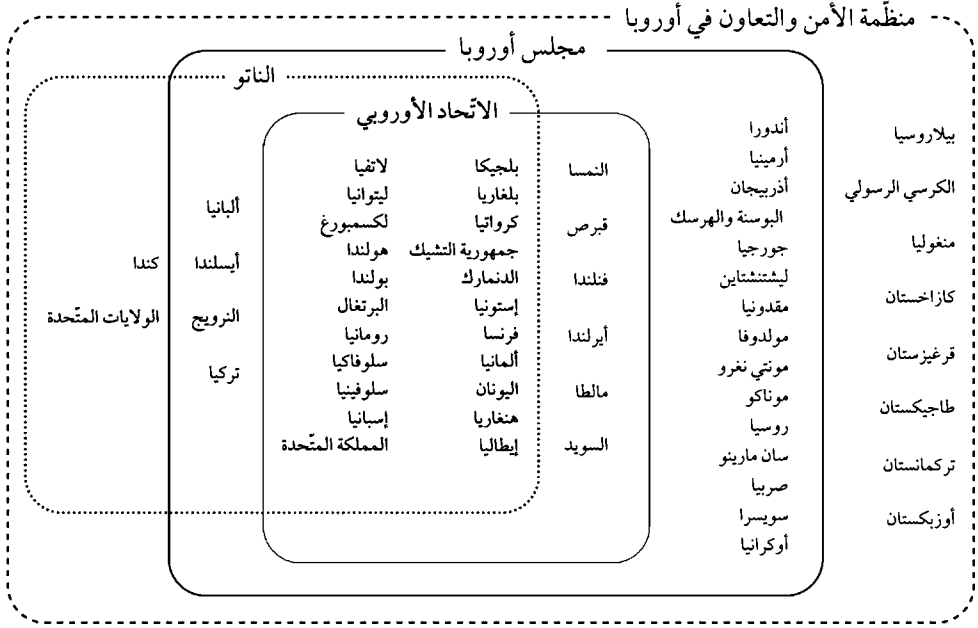 منظّمة الأمن والتعاون في أوروبا
مجلس أوروبا
الناتو
الاتّحاد الأوروبي
بيلاروسيا
الكرسي الرسولي
منغوليا
كازاخستان
قرغيزستان
طاجيكستان
تركمانستان
أوزبكستان
أندورا
أرمينيا
أذربيجان
البوسنة والهرسك
جورجيا
ليشتنشتاين
مقدونيا
مولدوفا
مونتي نغرو
موناكو
روسيا
سان مارينو
صربيا
سويسرا
أوكرانيا
النمسا
قبرص
فنلندا
أيرلندا
مالطا
السويد
بلجيكا
بلغاريا
كرواتيا
جمهورية التشيك
الدنمارك
إستونيا
فرنسا
ألمانيا
اليونان
هنغاريا
إيطاليا
لاتفيا
ليتوانيا
لكسمبورغ
هولندا
بولندا
البرتغال
رومانيا
سلوفاكيا
سلوفينيا
إسبانيا
المملكة المتّحدة
ألبانيا
أيسلندا
النرويج
تركيا
كندا
الولايات المتّحدة